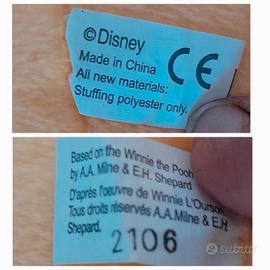 ©Disney
Made in China
All new materials:
Stuffing polyester only.
CE
Based on the Winnie the Pooh
by A.A. Milne & E.H.
Shepard
D'après l'oeuvre de Winnie L'Ourson
Tous droits réservés A.A.Milne & E.H
Shepard.
2106
subito